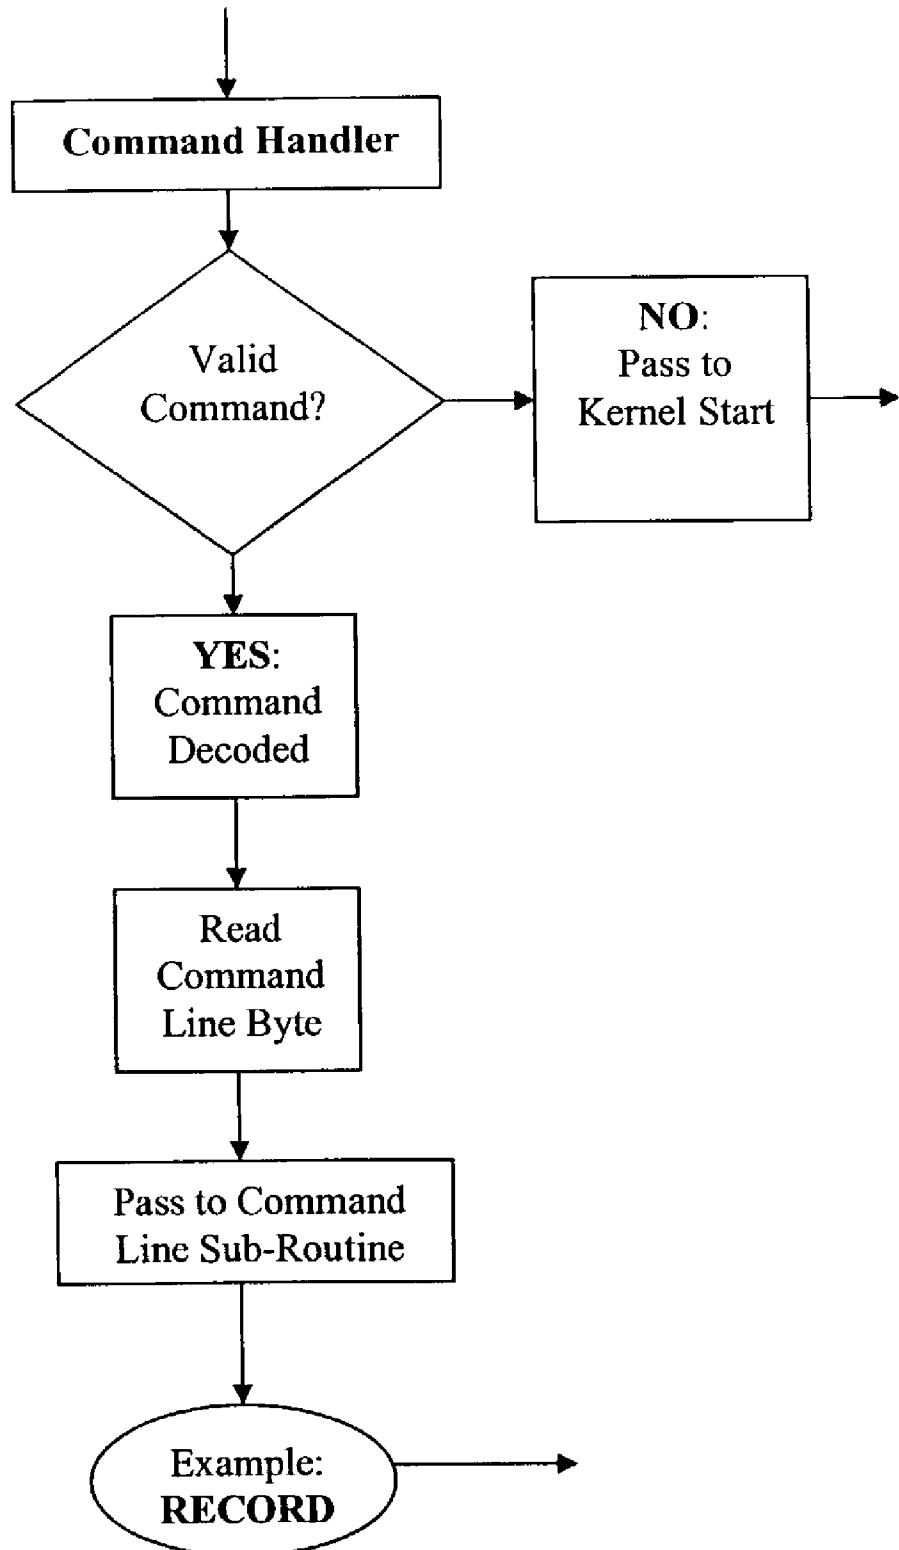 Command Handler
Valid
Command?
NO:
Pass to
Kernel Start
YES:
Command
Decoded
Read
Command
Line Byte
Pass to Command
Line Sub-Routine
Example:
RECORD